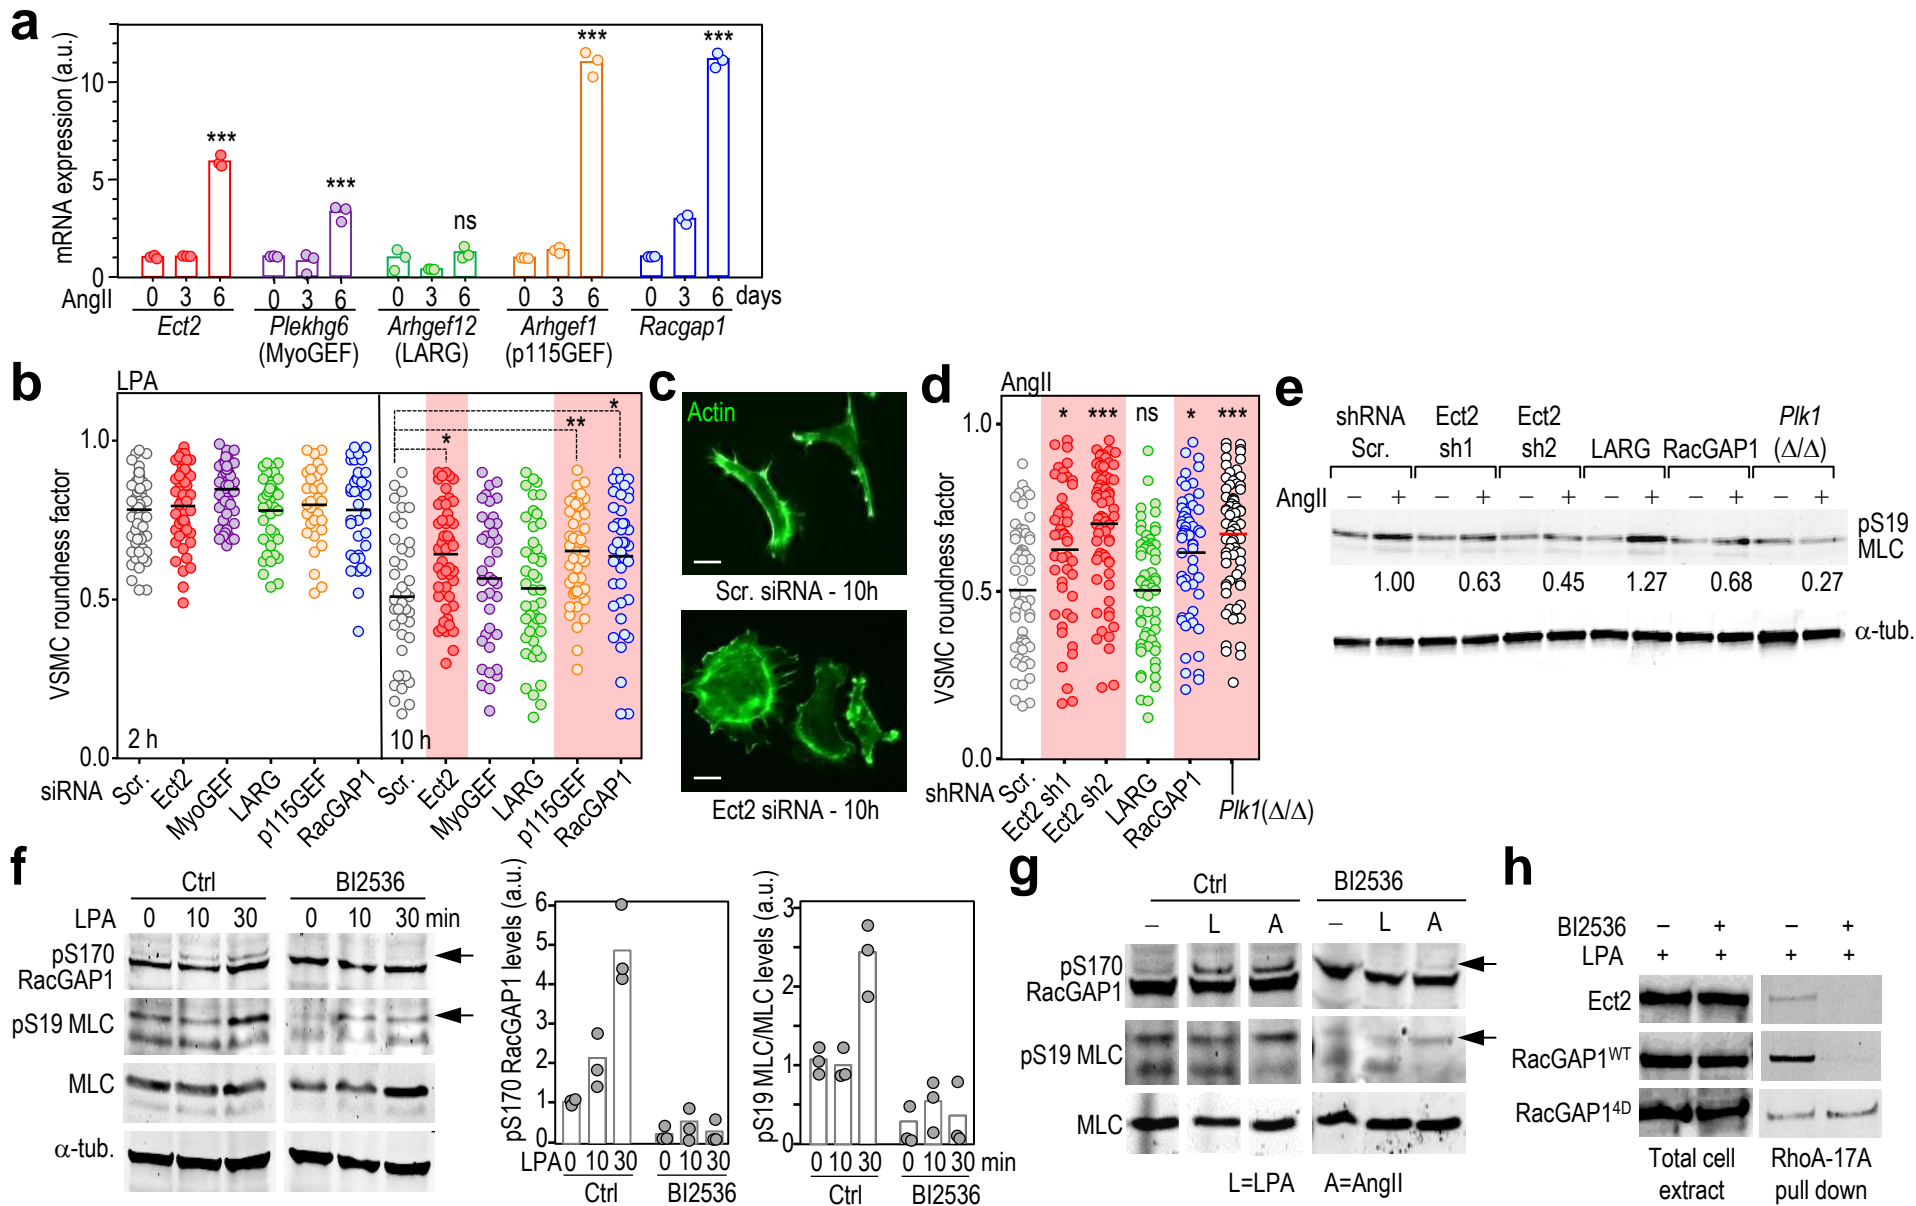 a
mRNA expression (a.u.)
10
5
0
***
***
ns
***
***
AngII 0 3 6 0 3 6 0 3 6 0 3 6 0 3 6 days
Ect2 Plekhg6 Arhgef12 Arhgef1 Racgap1
(MyoGEF) (LARG) (p115GEF)
b
LPA
VSMC roundness factor
1.0
0.5
0.0
* ** *
2 h 10 h
siRNA Scr. Ect2 MyoGEF LARG p115GEF RacGAP1 Scr. Ect2 MyoGEF LARG p115GEF RacGAP1
c
Actin
Scr. siRNA - 10h
Ect2 siRNA - 10h
d
AngII
VSMC roundness factor
1.0
0.5
0.0
* *** ns * ***
shRNA Scr. Ect2 sh1 Ect2 sh2 LARG RacGAP1 Plk1(Δ/Δ)
e
shRNA Ect2 Ect2 Plk1
Scr. sh1 sh2 LARG RacGAP1 (Δ/Δ)
AngII – + – + – + – + – + – +
pS19
MLC
1.00 0.63 0.45 1.27 0.68 0.27
α-tub.
f
Ctrl BI2536
LPA 0 10 30 0 10 30 min
pS170
RacGAP1
pS19 MLC
MLC
α-tub.
pS170 RacGAP1 levels (a.u.)
6
5
4
3
2
1
0
LPA 0 10 30 0 10 30
Ctrl BI2536
pS19 MLC/MLC levels (a.u.)
3
2
1
0
0 10 30 0 10 30 min
Ctrl BI2536
g
Ctrl BI2536
– L A – L A
pS170
RacGAP1
pS19 MLC
MLC
L=LPA A=AngII
h
BI2536 – + – +
LPA + + + +
Ect2
RacGAP1WT
RacGAP14D
Total cell RhoA-17A
extract pull down